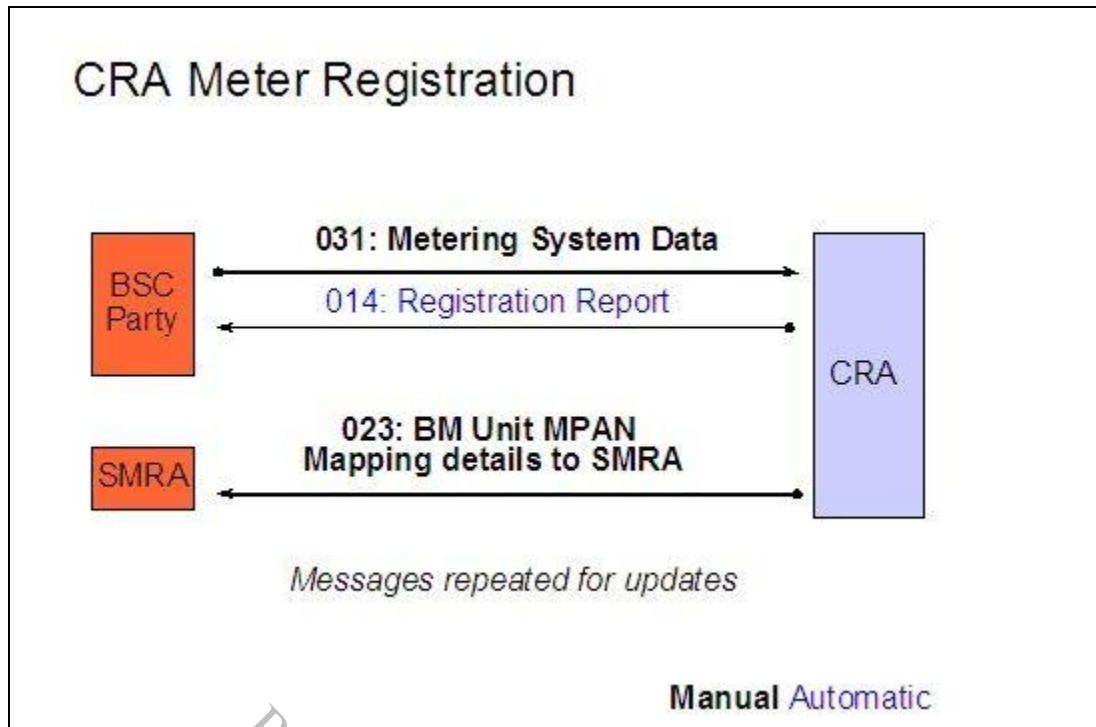 CRA Meter Registration
031: Metering System Data
BSC
Party
014: Registration Report
CRA
023: BM Unit MPAN
Mapping details to SMRA
SMRA
Messages repeated for updates
Manual Automatic